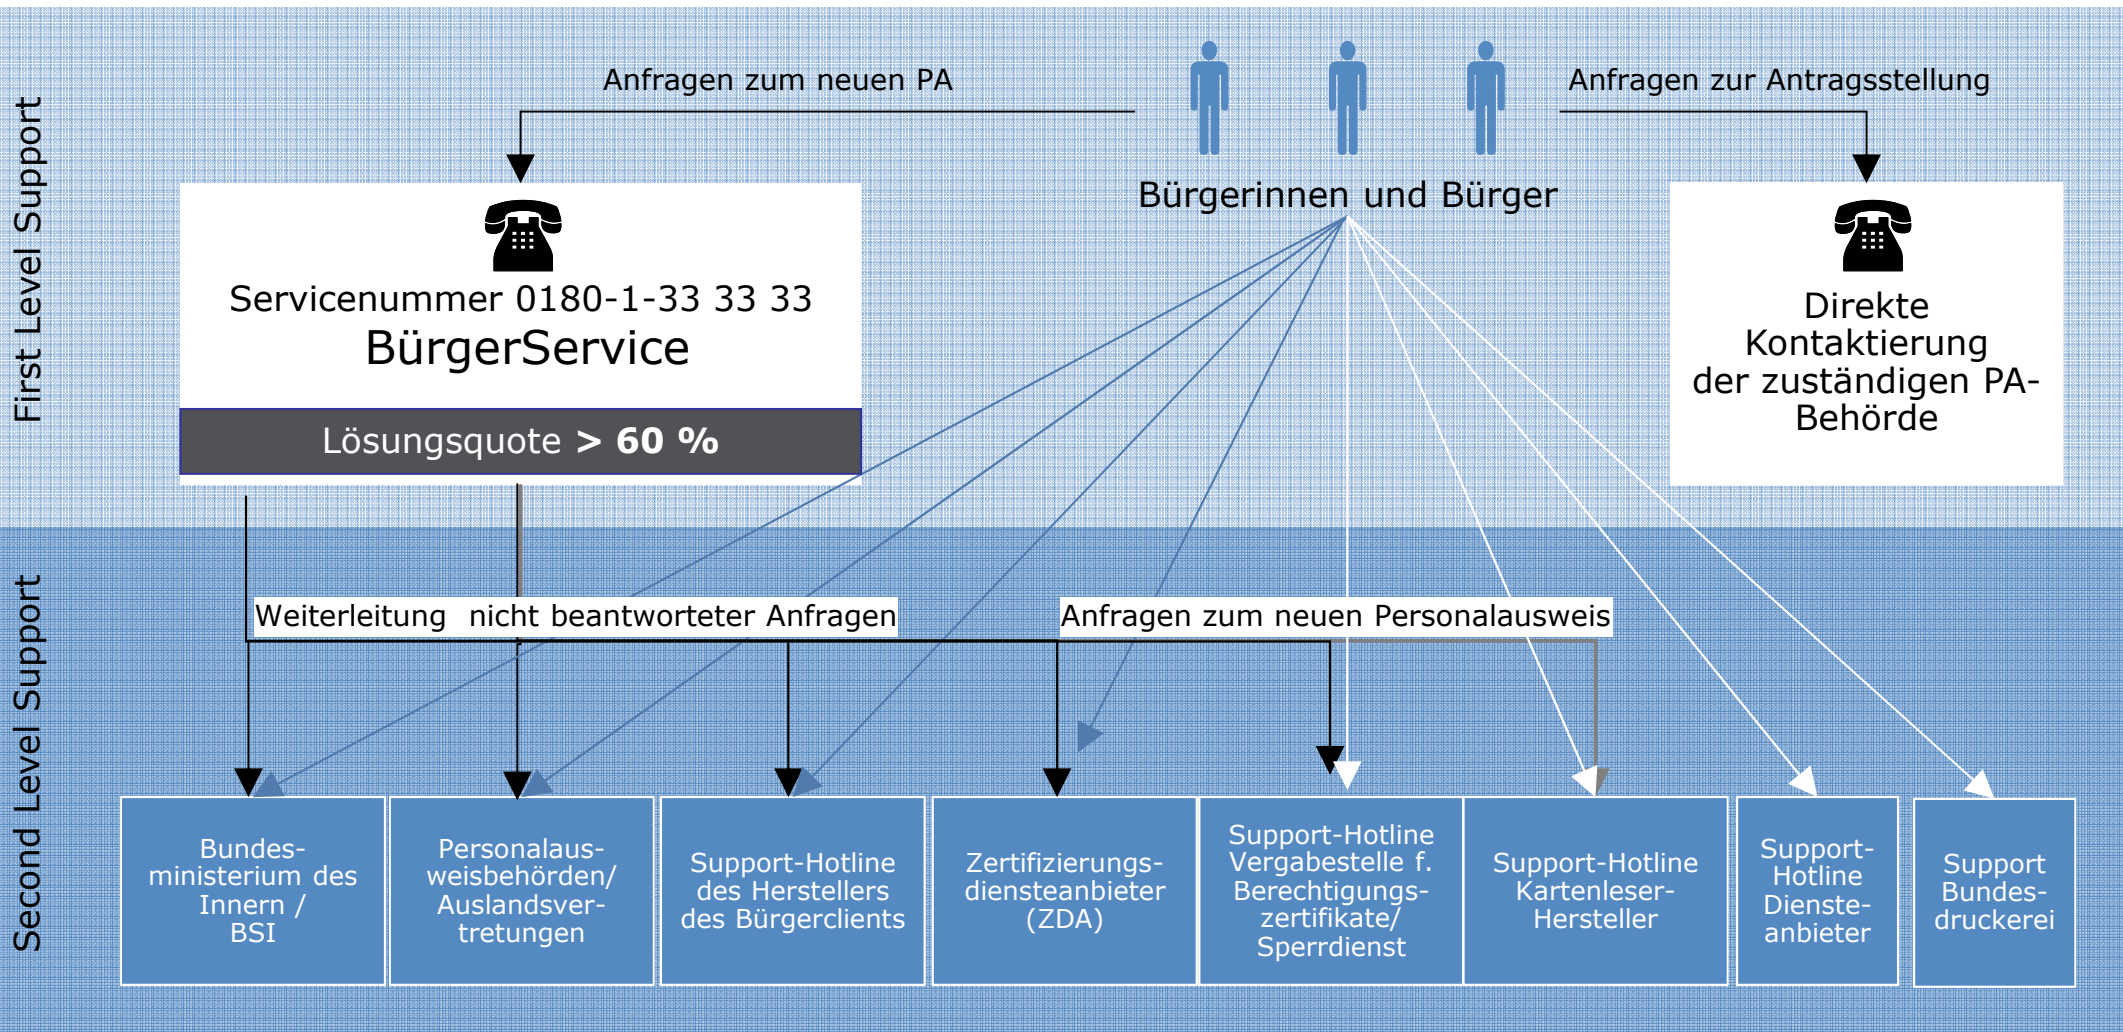 First Level Support
Anfragen zum neuen PA
Anfragen zur Antragsstellung
Bürgerinnen und Bürger
Servicenummer 0180-1-33 33 33
BürgerService
Lösungsquote > 60 %
Direkte
Kontaktierung
der zuständigen PA-
Behörde
Second Level Support
Weiterleitung nicht beantworteter Anfragen
Anfragen zum neuen Personalausweis
Bundes-
ministerium des
Innern /
BSI
Personalaus-
weisbehörden/
Auslandsver-
tretungen
Support-Hotline
des Herstellers
des Bürgerclients
Zertifizierungs-
diensteanbieter
(ZDA)
Support-Hotline
Vergabestelle f.
Berechtigungs-
zertifikate/
Sperrdienst
Support-Hotline
Kartenleser-
Hersteller
Support-
Hotline
Dienste-
anbieter
Support
Bundes-
druckerei